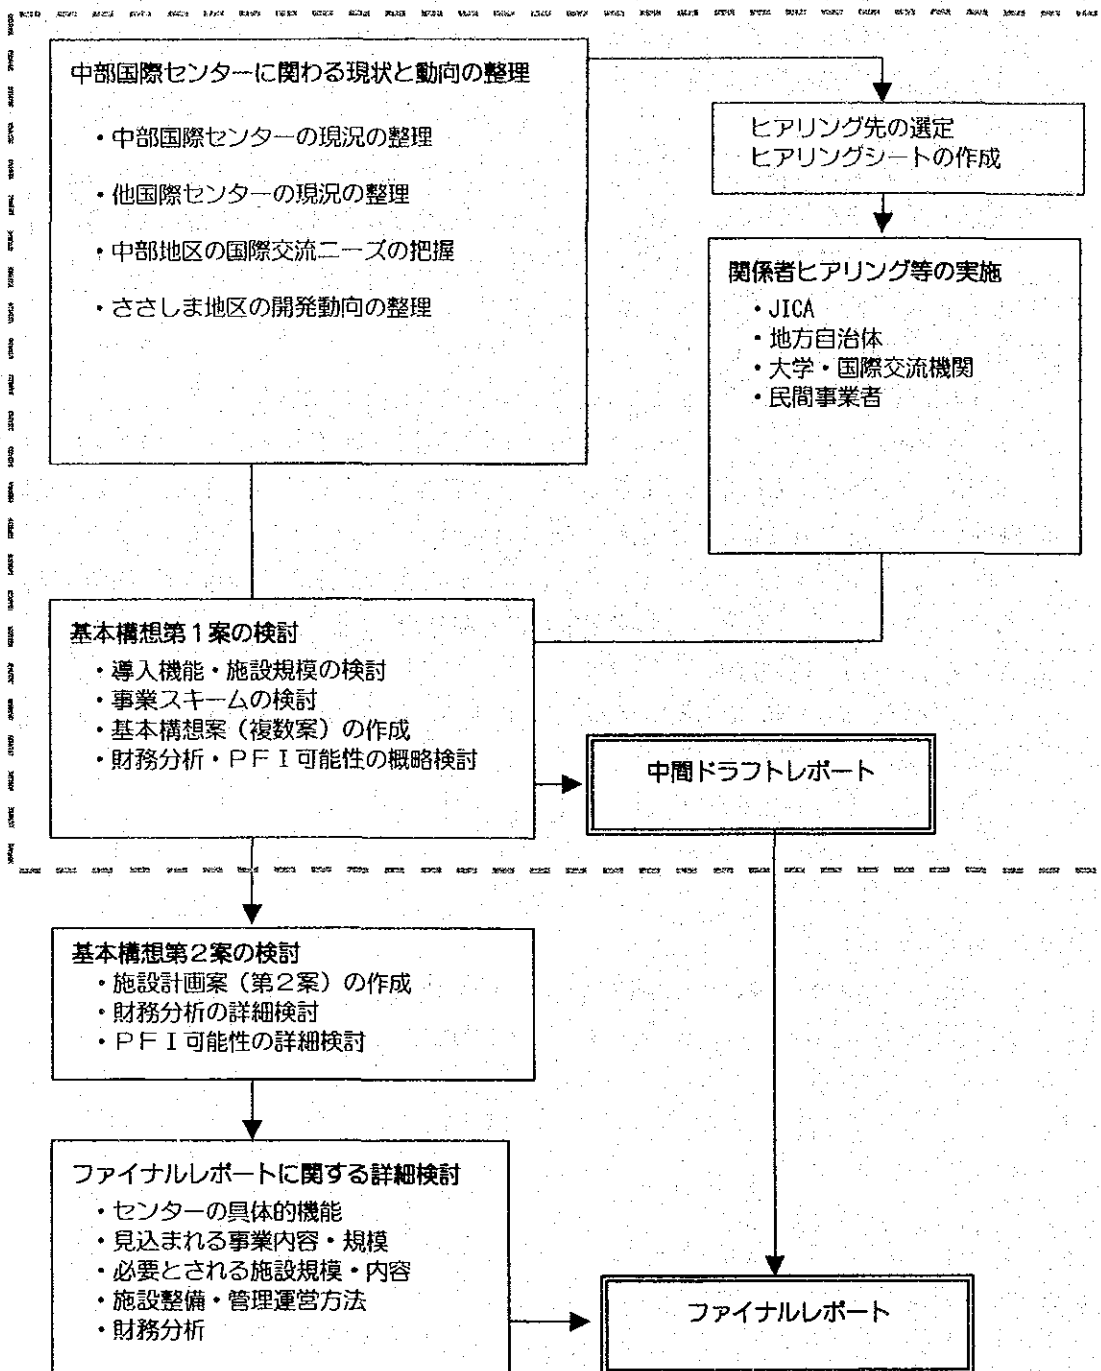 中部国際センターに関わる現状と動向の整理
・中部国際センターの現況の整理
・他国際センターの現況の整理
・中部地区の国際交流ニーズの把握
・ささしま地区の開発動向の整理
ヒアリング先の選定
ヒアリングシートの作成
関係者ヒアリング等の実施
・JICA
・地方自治体
・大学・国際交流機関
・民間事業者
基本構想第1案の検討
・導入機能・施設規模の検討
・事業スキームの検討
・基本構想案（複数案）の作成
・財務分析・PFI可能性の概略検討
中間ドラフトレポート
基本構想第2案の検討
・施設計画案（第2案）の作成
・財務分析の詳細検討
・PFI可能性の詳細検討
ファイナルレポートに関する詳細検討
・センターの具体的機能
・見込まれる事業内容・規模
・必要とされる施設規模・内容
・施設整備・管理運営方法
・財務分析
ファイナルレポート